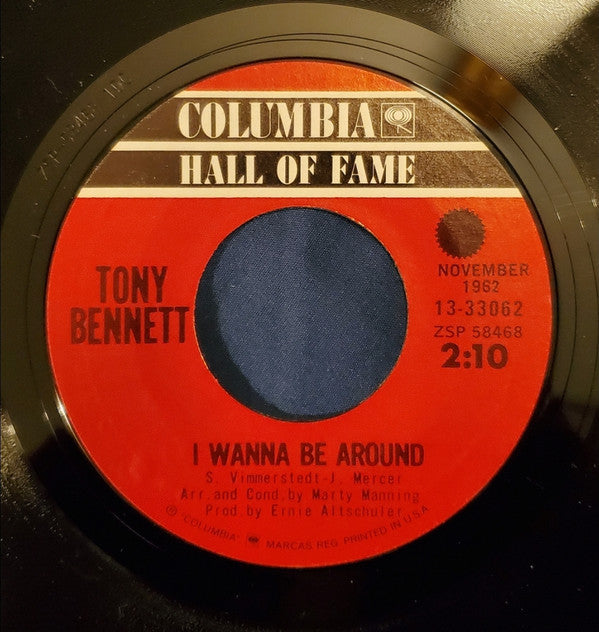 COLUMBIA
HALL OF FAME
TONY
BENNETT
NOVEMBER
1962
13-33062
ZSP 58468
2:10
I WANNA BE AROUND
S. Vimmerstedt-J. Mercer
Arr. and Cond. by Marty Manning
Prod. by Ernie Altschuler
℗ "COLUMBIA" MARCAS REG. PRINTED IN U.S.A.